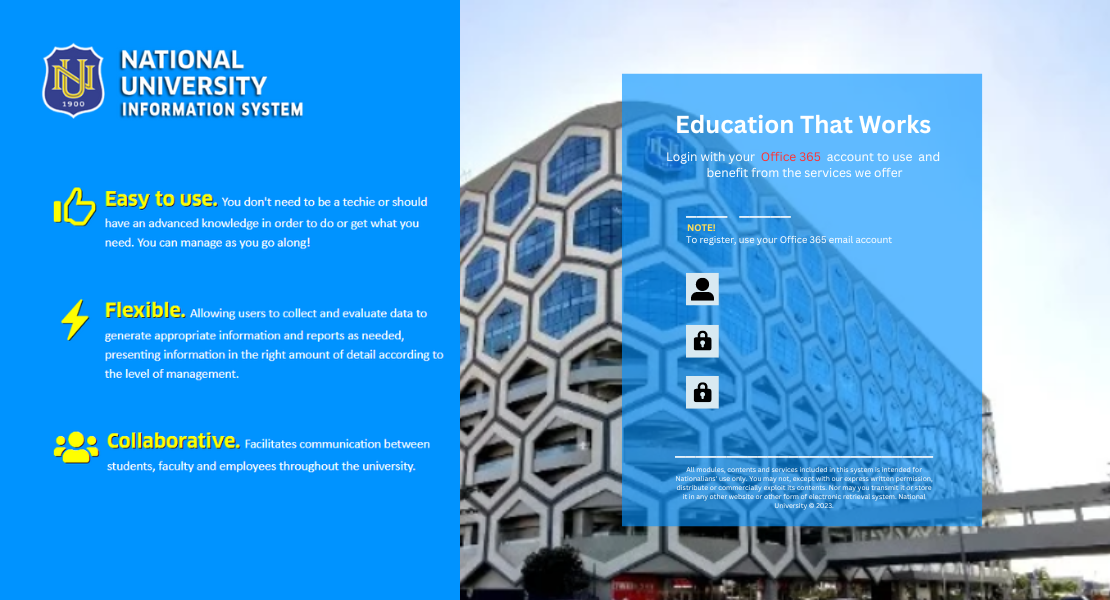 NATIONAL
UNIVERSITY
INFORMATION SYSTEM
1900
Easy to use. You don't need to be a techie or should
have an advanced knowledge in order to do or get what you
need. You can manage as you go along!
Flexible. Allowing users to collect and evaluate data to
generate appropriate information and reports as needed,
presenting information in the right amount of detail according to
the level of management.
Collaborative. Facilitates communication between
students, faculty and employees throughout the university.
Education That Works
Login with your Office 365 account to use and
benefit from the services we offer
NOTE!
To register, use your Office 365 email account
All modules, contents and services included in this system is intended for
Nationalians' use only. You may not, except with our express written permission,
distribute or commercially exploit its contents. Nor may you transmit it or store
it in any other website or other form of electronic retrieval system. National
University © 2023.